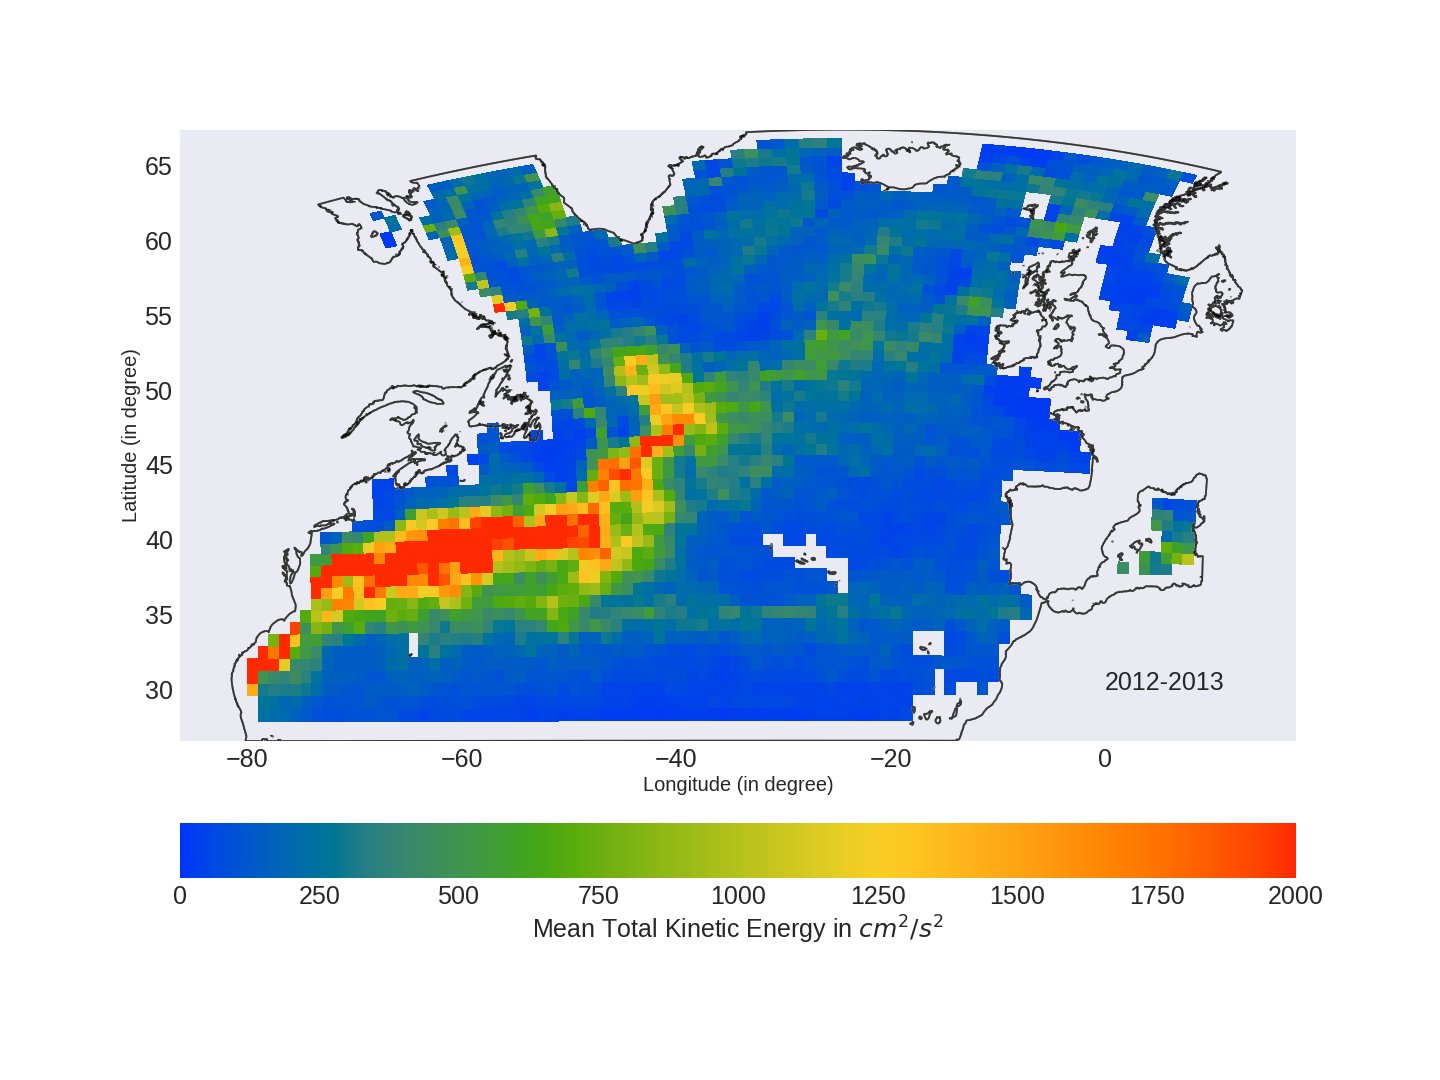 65
60
55
50
45
40
35
30
Latitude (in degree)
2012-2013
−80 −60 −40 −20 0
Longitude (in degree)
0 250 500 750 1000 1250 1500 1750 2000
Mean Total Kinetic Energy in cm²/s²